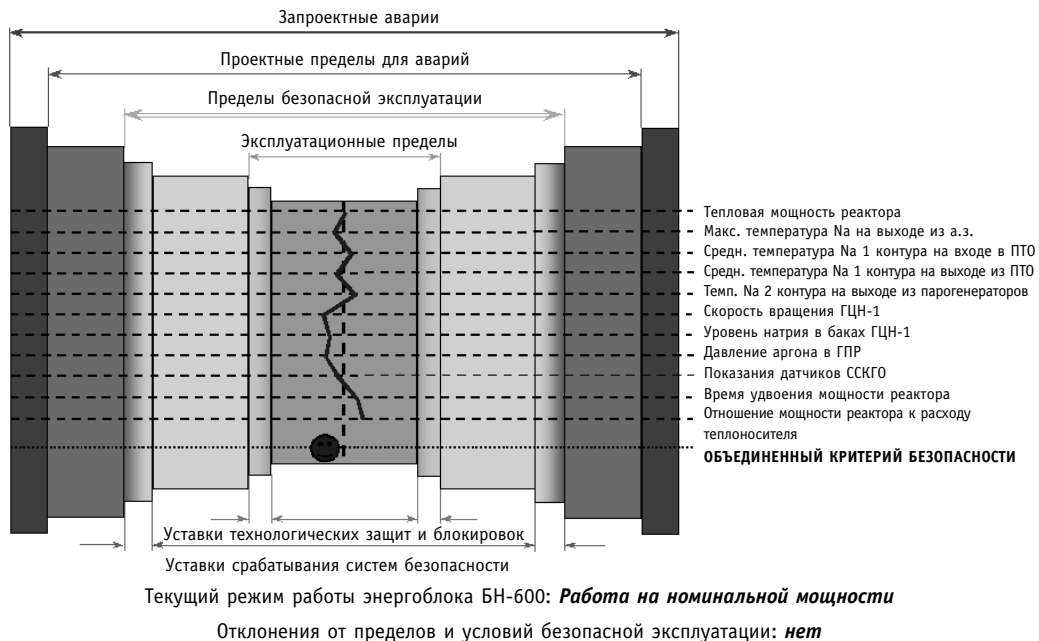 Запроектные аварии
Проектные пределы для аварий
Пределы безопасной эксплуатации
Эксплуатационные пределы
Тепловая мощность реактора
Макс. температура Na на выходе из а.з.
Средн. температура Na 1 контура на входе в ПТО
Средн. температура Na 1 контура на выходе из ПТО
Темп. Na 2 контура на выходе из парогенераторов
Скорость вращения ГЦН-1
Уровень натрия в баках ГЦН-1
Давление аргона в ГПР
Показания датчиков ССКГО
Время удвоения мощности реактора
Отношение мощности реактора к расходу
теплоносителя
ОБЪЕДИНЕННЫЙ КРИТЕРИЙ БЕЗОПАСНОСТИ
Уставки технологических защит и блокировок
Уставки срабатывания систем безопасности
Текущий режим работы энергоблока БН-600: Работа на номинальной мощности
Отклонения от пределов и условий безопасной эксплуатации: нет